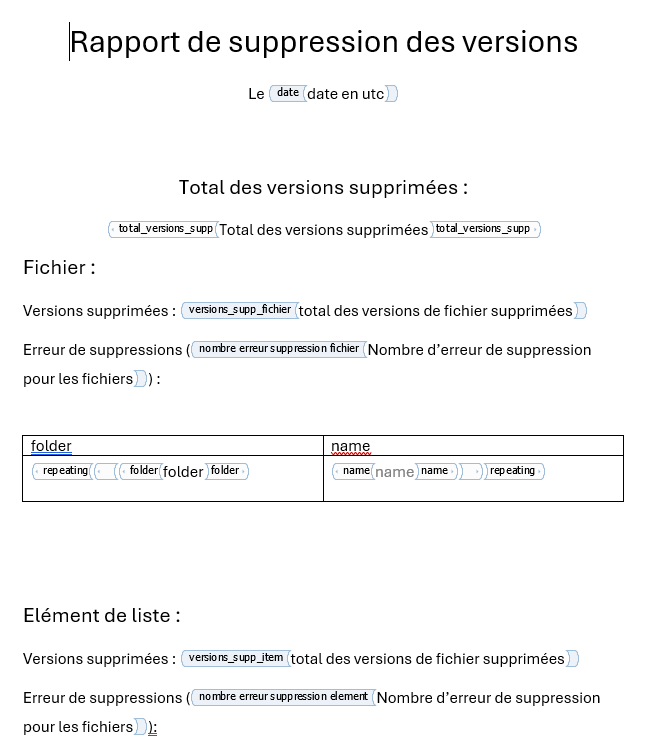 Rapport de suppression des versions
Le date date en utc
Total des versions supprimées :
total_versions_supp Total des versions supprimées total_versions_supp
Fichier :
Versions supprimées : versions_supp_fichier total des versions de fichier supprimées
Erreur de suppressions ( nombre erreur suppression fichier Nombre d’erreur de suppression
pour les fichiers ) :
folder name
repeating folder folder folder name name name repeating
Elément de liste :
Versions supprimées : versions_supp_item total des versions de fichier supprimées
Erreur de suppressions ( nombre erreur suppression element Nombre d’erreur de suppression
pour les fichiers ):